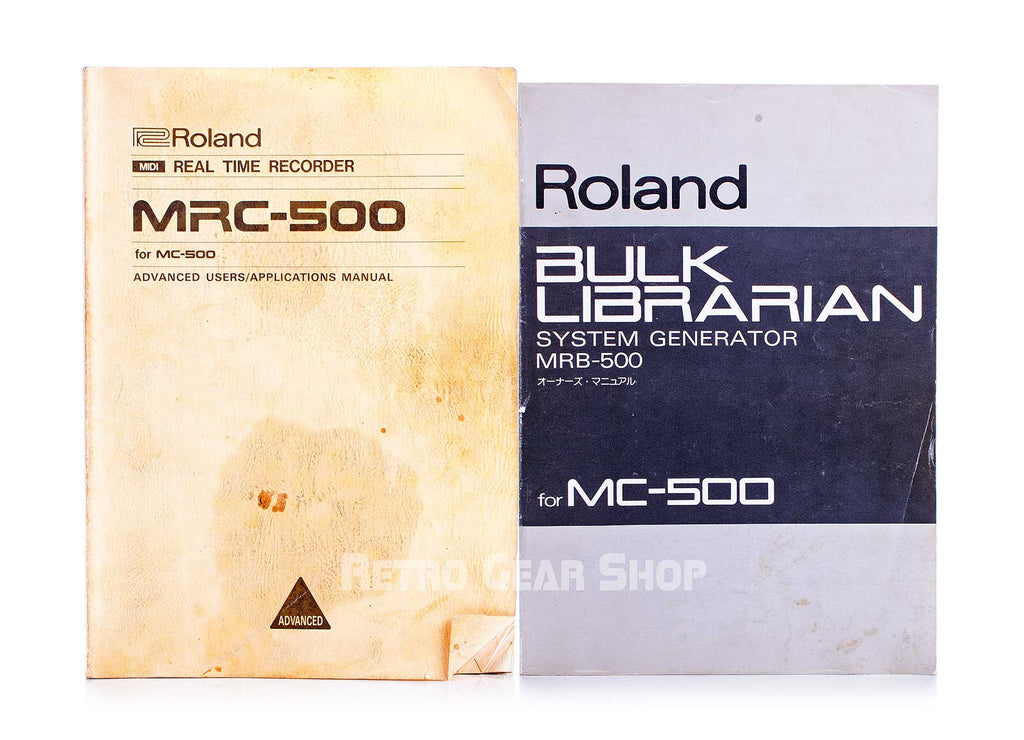 Roland
MIDI REAL TIME RECORDER
MRC-500
for MC-500
ADVANCED USERS/APPLICATIONS MANUAL
ADVANCED
Roland
BULK
LIBRARIAN
SYSTEM GENERATOR
MRB-500
オーナーズ・マニュアル
for MC-500
Retro Gear Shop